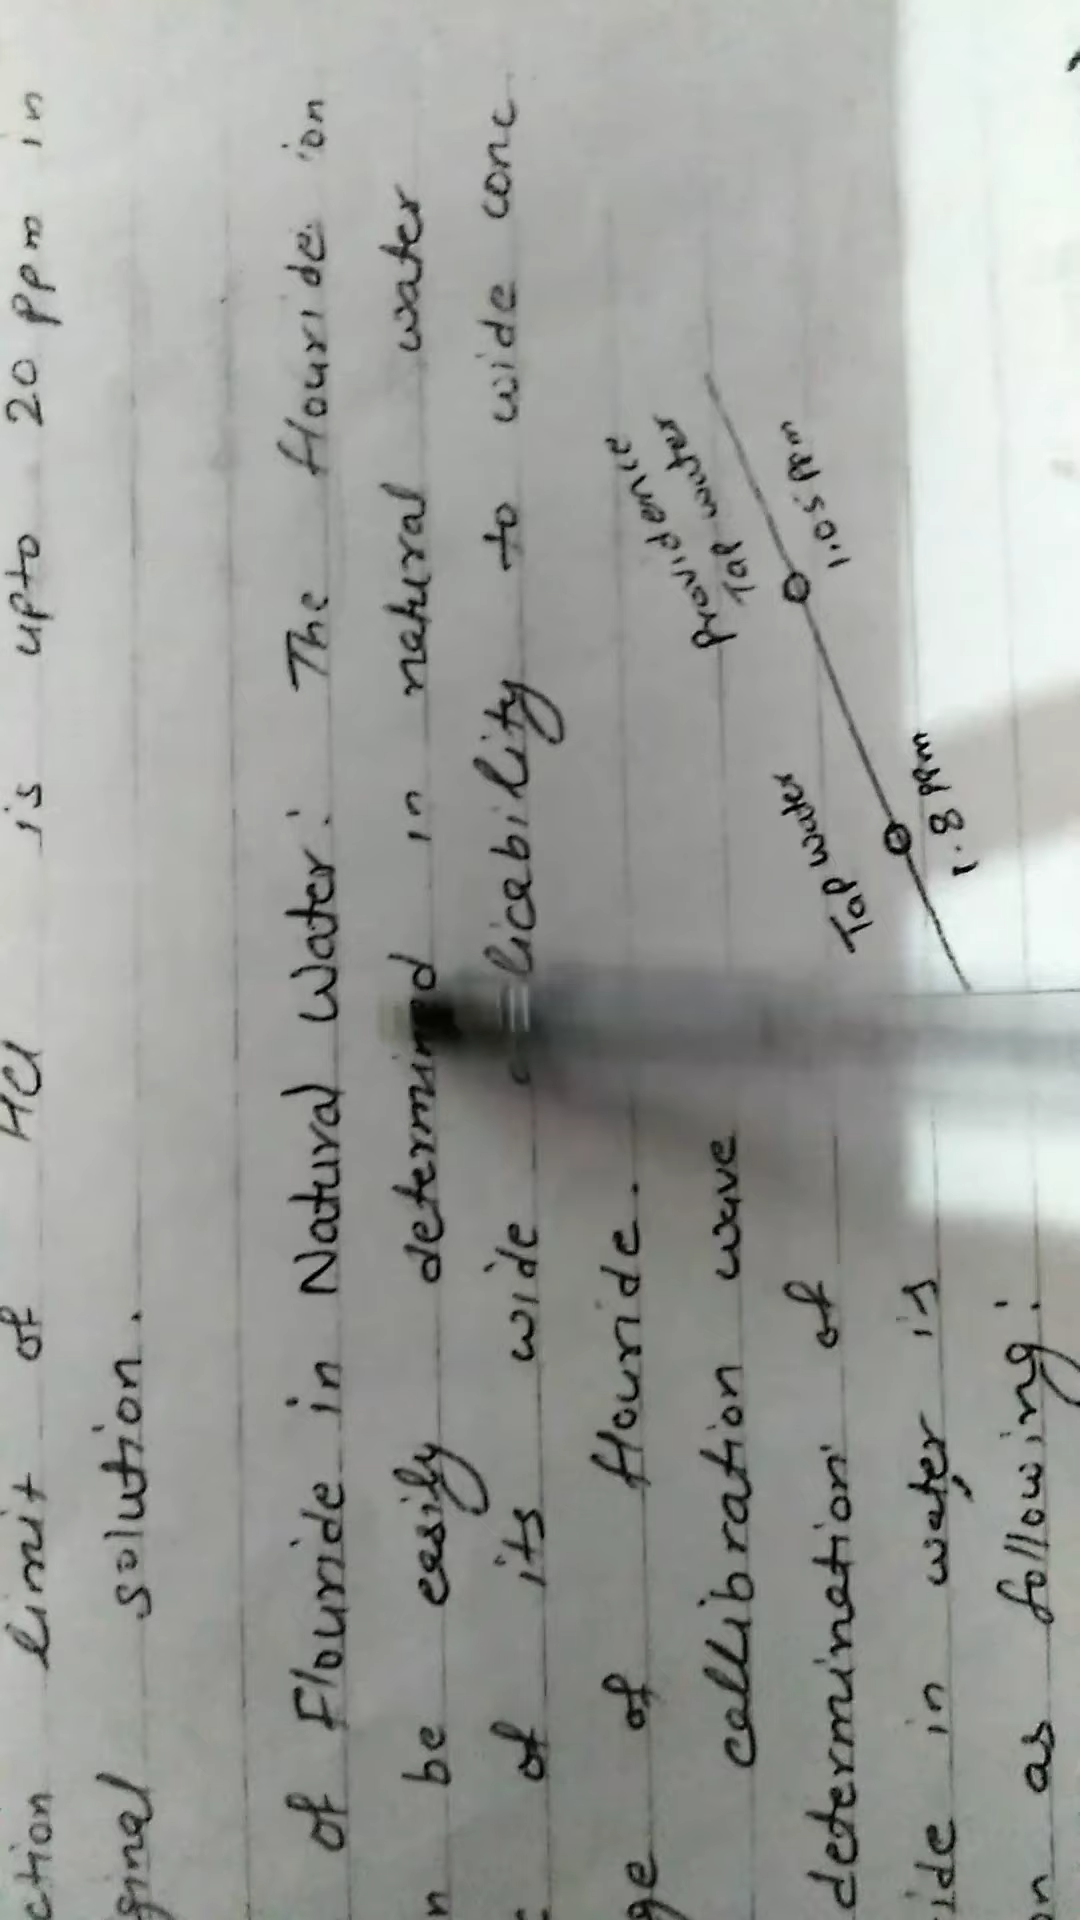 ction limit of HCl is upto 20 ppm in
ginal solution.
of Flouride in Natural Water: The flouride ion
n be easily determined in natural water
of its wide licability to wide conc
ge of flouride.
callibration wave
determination of
ide in water is
on as following:
Providence
Tap water
1.05 ppm
Tap water
1.8 ppm